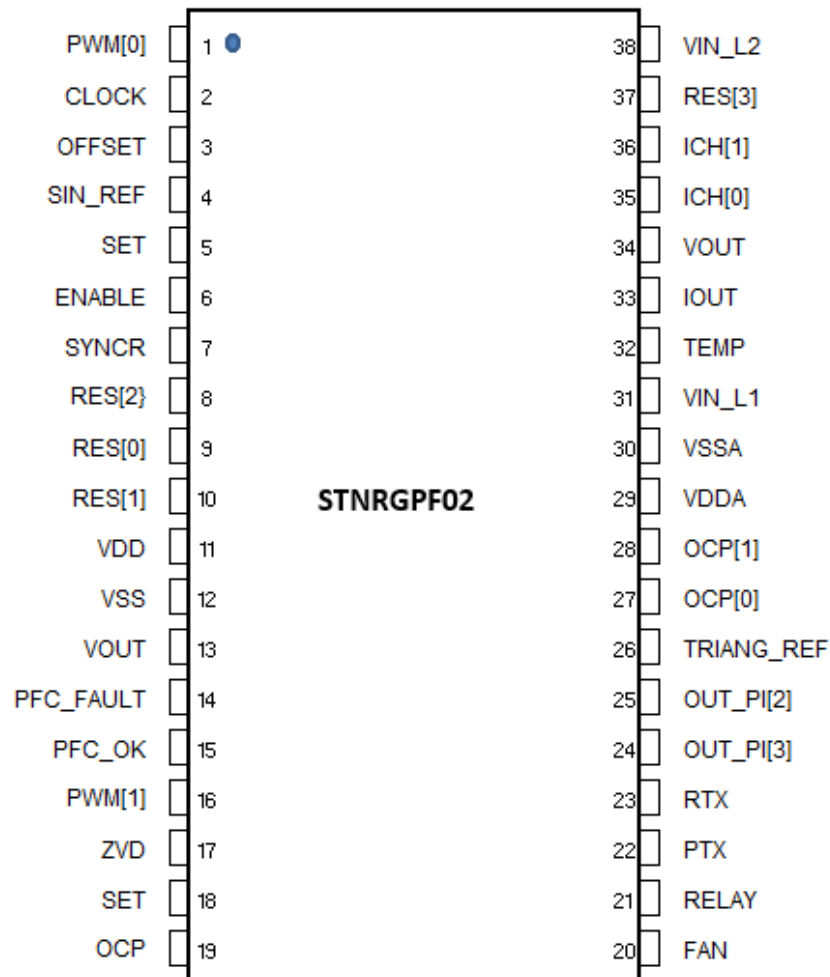 PWM[0] 1 38 VIN_L2
CLOCK 2 37 RES[3]
OFFSET 3 36 ICH[1]
SIN_REF 4 35 ICH[0]
SET 5 34 VOUT
ENABLE 6 33 IOUT
SYNCR 7 32 TEMP
RES[2} 8 31 VIN_L1
RES[0] 9 30 VSSA
RES[1] 10 STNRGPF02 29 VDDA
VDD 11 28 OCP[1]
VSS 12 27 OCP[0]
VOUT 13 26 TRIANG_REF
PFC_FAULT 14 25 OUT_PI[2]
PFC_OK 15 24 OUT_PI[3]
PWM[1] 16 23 RTX
ZVD 17 22 PTX
SET 18 21 RELAY
OCP 19 20 FAN